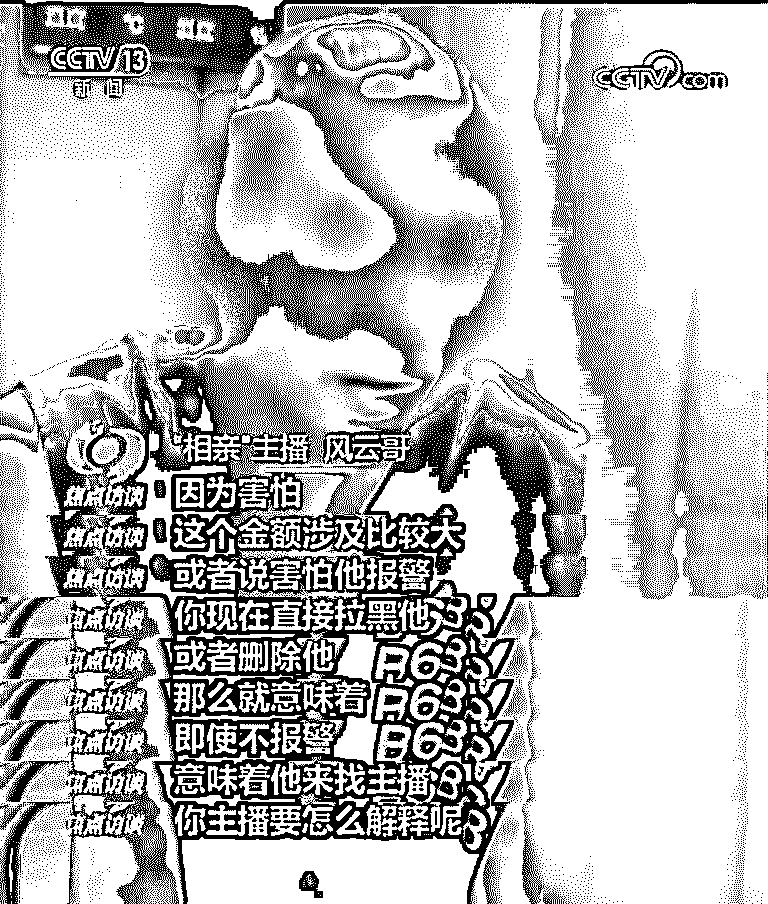 CCTV 13
新闻
CCTV.com
"相亲"主播 风云哥
焦点访谈 因为害怕
焦点访谈 这个金额涉及比较大
焦点访谈 或者说害怕他报警
焦点访谈 你现在直接拉黑他
焦点访谈 或者删除他
焦点访谈 那么就意味着
焦点访谈 即使不报警
焦点访谈 意味着他来找主播
焦点访谈 你主播要怎么解释呢